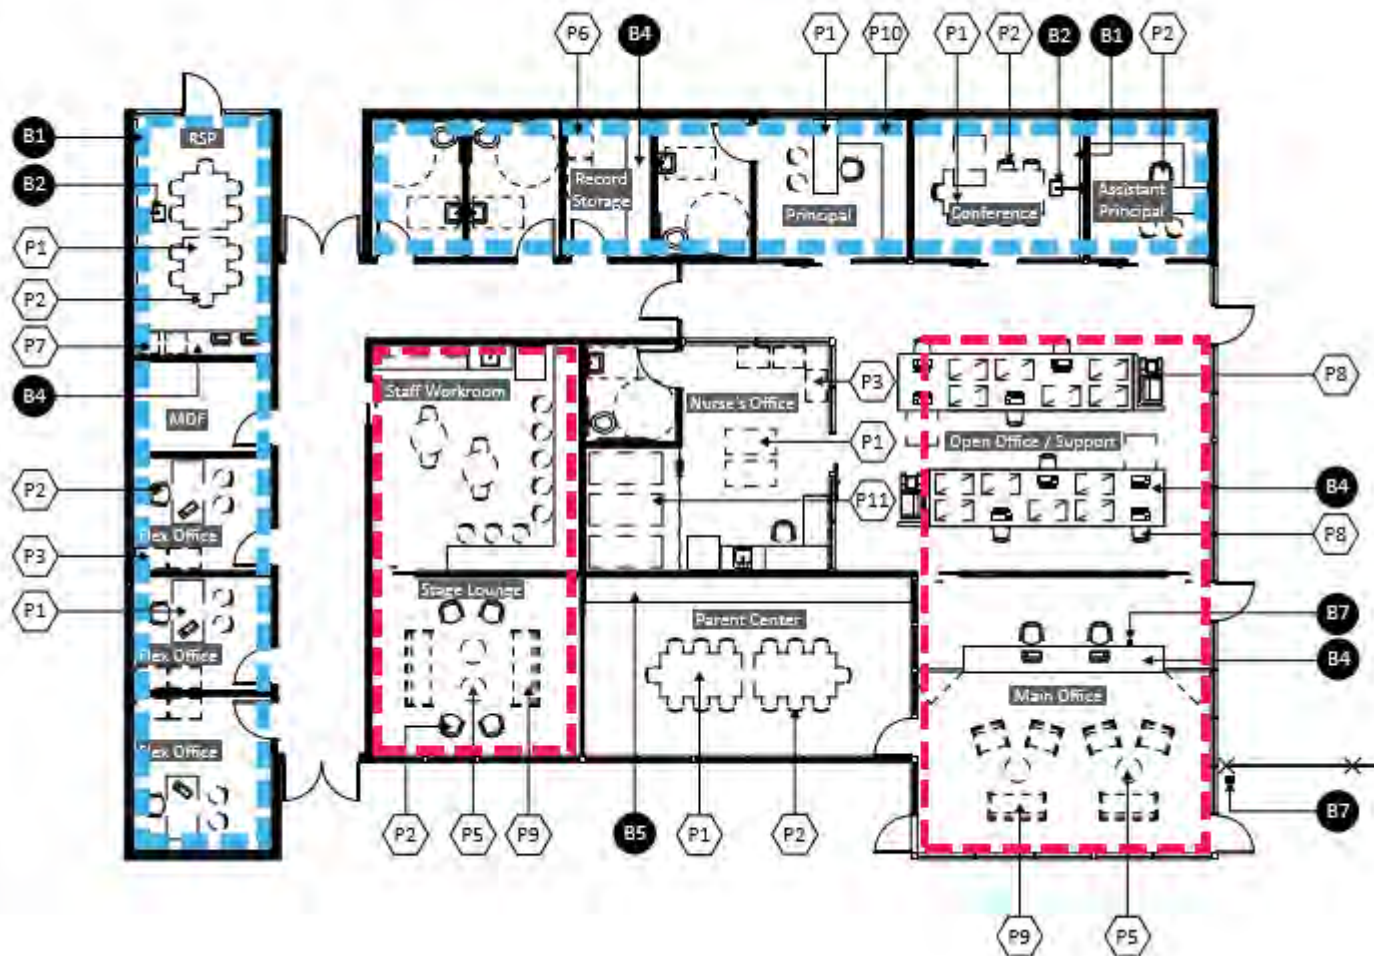 P6
B4
P1
P10
P1
P2
B2
B1
P2
B1
B2
P1
P2
P7
B4
P2
P3
P1
RSP
Record
Storage
Principal
Conference
Assistant
Principal
MDF
Flex Office
Flex Office
Flex Office
Staff Workroom
Nurse's Office
P3
P1
P11
Open Office / Support
P8
B4
P8
Stage Lounge
Parent Center
Main Office
B7
B4
B7
P2
P5
P9
B5
P1
P2
P9
P5